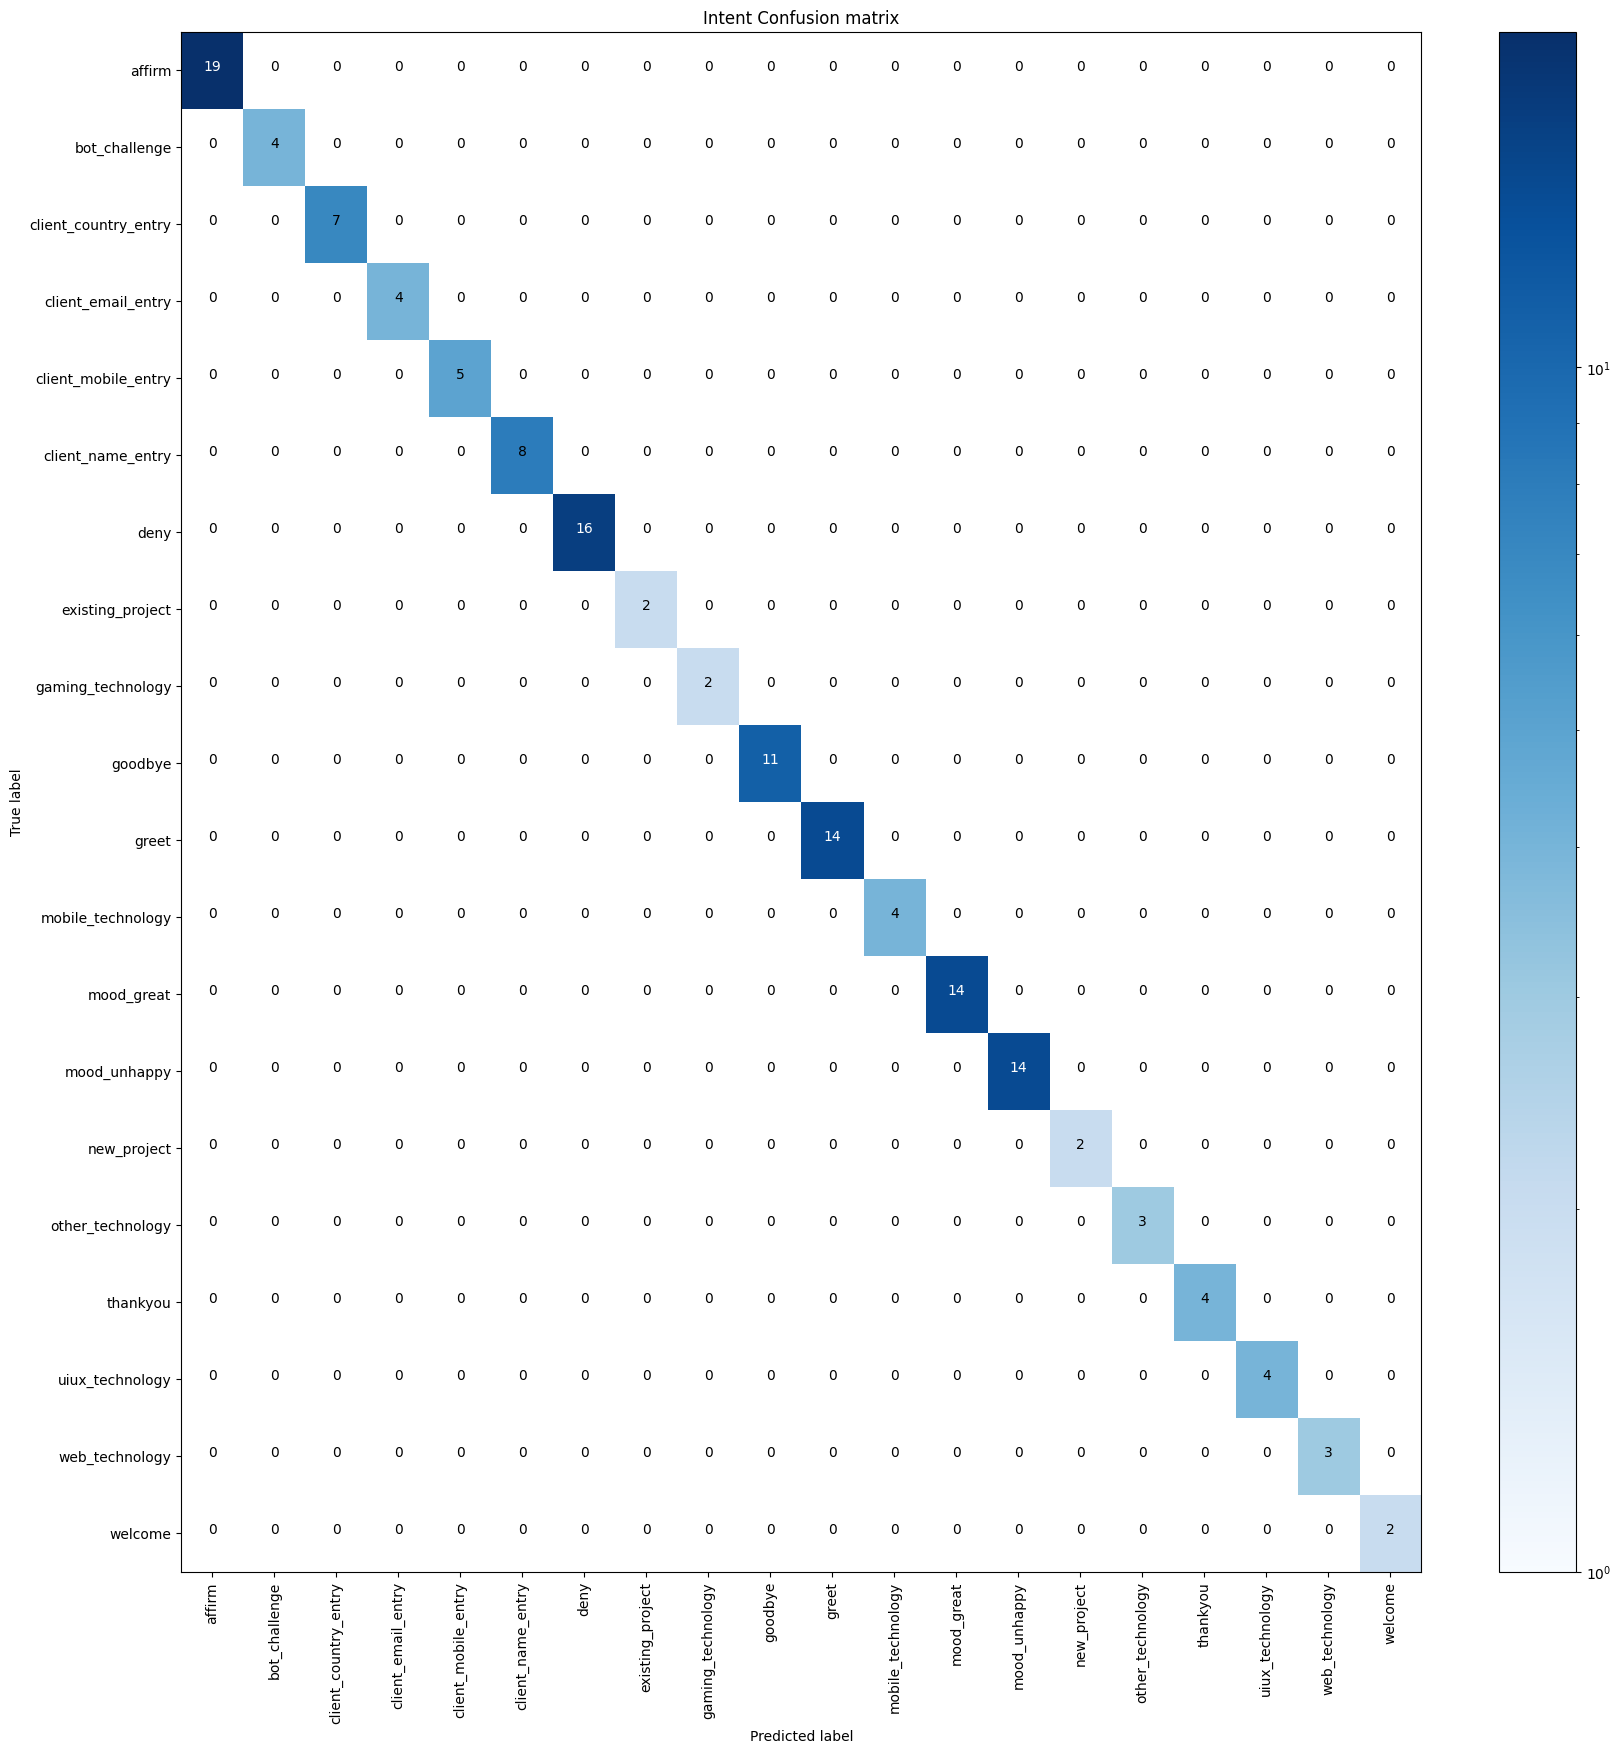 Intent Confusion matrix
affirm 19 0 0 0 0 0 0 0 0 0 0 0 0 0 0 0 0 0 0 0
bot_challenge 0 4 0 0 0 0 0 0 0 0 0 0 0 0 0 0 0 0 0 0
client_country_entry 0 0 7 0 0 0 0 0 0 0 0 0 0 0 0 0 0 0 0 0
client_email_entry 0 0 0 4 0 0 0 0 0 0 0 0 0 0 0 0 0 0 0 0
client_mobile_entry 0 0 0 0 5 0 0 0 0 0 0 0 0 0 0 0 0 0 0 0
10¹
client_name_entry 0 0 0 0 0 8 0 0 0 0 0 0 0 0 0 0 0 0 0 0
deny 0 0 0 0 0 0 16 0 0 0 0 0 0 0 0 0 0 0 0 0
existing_project 0 0 0 0 0 0 0 2 0 0 0 0 0 0 0 0 0 0 0 0
gaming_technology 0 0 0 0 0 0 0 0 2 0 0 0 0 0 0 0 0 0 0 0
goodbye 0 0 0 0 0 0 0 0 0 11 0 0 0 0 0 0 0 0 0 0
True label
greet 0 0 0 0 0 0 0 0 0 0 14 0 0 0 0 0 0 0 0 0
mobile_technology 0 0 0 0 0 0 0 0 0 0 0 4 0 0 0 0 0 0 0 0
mood_great 0 0 0 0 0 0 0 0 0 0 0 0 14 0 0 0 0 0 0 0
mood_unhappy 0 0 0 0 0 0 0 0 0 0 0 0 0 14 0 0 0 0 0 0
new_project 0 0 0 0 0 0 0 0 0 0 0 0 0 0 2 0 0 0 0 0
other_technology 0 0 0 0 0 0 0 0 0 0 0 0 0 0 0 3 0 0 0 0
thankyou 0 0 0 0 0 0 0 0 0 0 0 0 0 0 0 0 4 0 0 0
uiux_technology 0 0 0 0 0 0 0 0 0 0 0 0 0 0 0 0 0 4 0 0
web_technology 0 0 0 0 0 0 0 0 0 0 0 0 0 0 0 0 0 0 3 0
welcome 0 0 0 0 0 0 0 0 0 0 0 0 0 0 0 0 0 0 0 2
10⁰
affirm
bot_challenge
client_country_entry
client_email_entry
client_mobile_entry
client_name_entry
deny
existing_project
gaming_technology
goodbye
greet
mobile_technology
mood_great
mood_unhappy
new_project
other_technology
thankyou
uiux_technology
web_technology
welcome
Predicted label